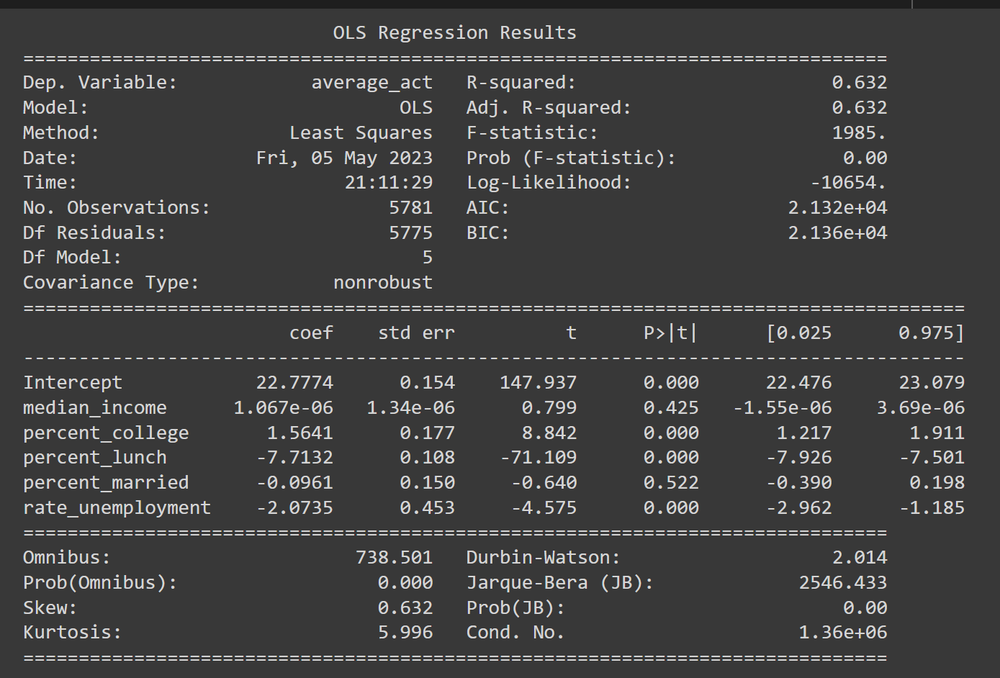 OLS Regression Results
==============================================================================
Dep. Variable: average_act R-squared: 0.632
Model: OLS Adj. R-squared: 0.632
Method: Least Squares F-statistic: 1985.
Date: Fri, 05 May 2023 Prob (F-statistic): 0.00
Time: 21:11:29 Log-Likelihood: -10654.
No. Observations: 5781 AIC: 2.132e+04
Df Residuals: 5775 BIC: 2.136e+04
Df Model: 5
Covariance Type: nonrobust
=====================================================================================
coef std err t P>|t| [0.025 0.975]
-------------------------------------------------------------------------------------
Intercept 22.7774 0.154 147.937 0.000 22.476 23.079
median_income 1.067e-06 1.34e-06 0.799 0.425 -1.55e-06 3.69e-06
percent_college 1.5641 0.177 8.842 0.000 1.217 1.911
percent_lunch -7.7132 0.108 -71.109 0.000 -7.926 -7.501
percent_married -0.0961 0.150 -0.640 0.522 -0.390 0.198
rate_unemployment -2.0735 0.453 -4.575 0.000 -2.962 -1.185
==============================================================================
Omnibus: 738.501 Durbin-Watson: 2.014
Prob(Omnibus): 0.000 Jarque-Bera (JB): 2546.433
Skew: 0.632 Prob(JB): 0.00
Kurtosis: 5.996 Cond. No. 1.36e+06
==============================================================================